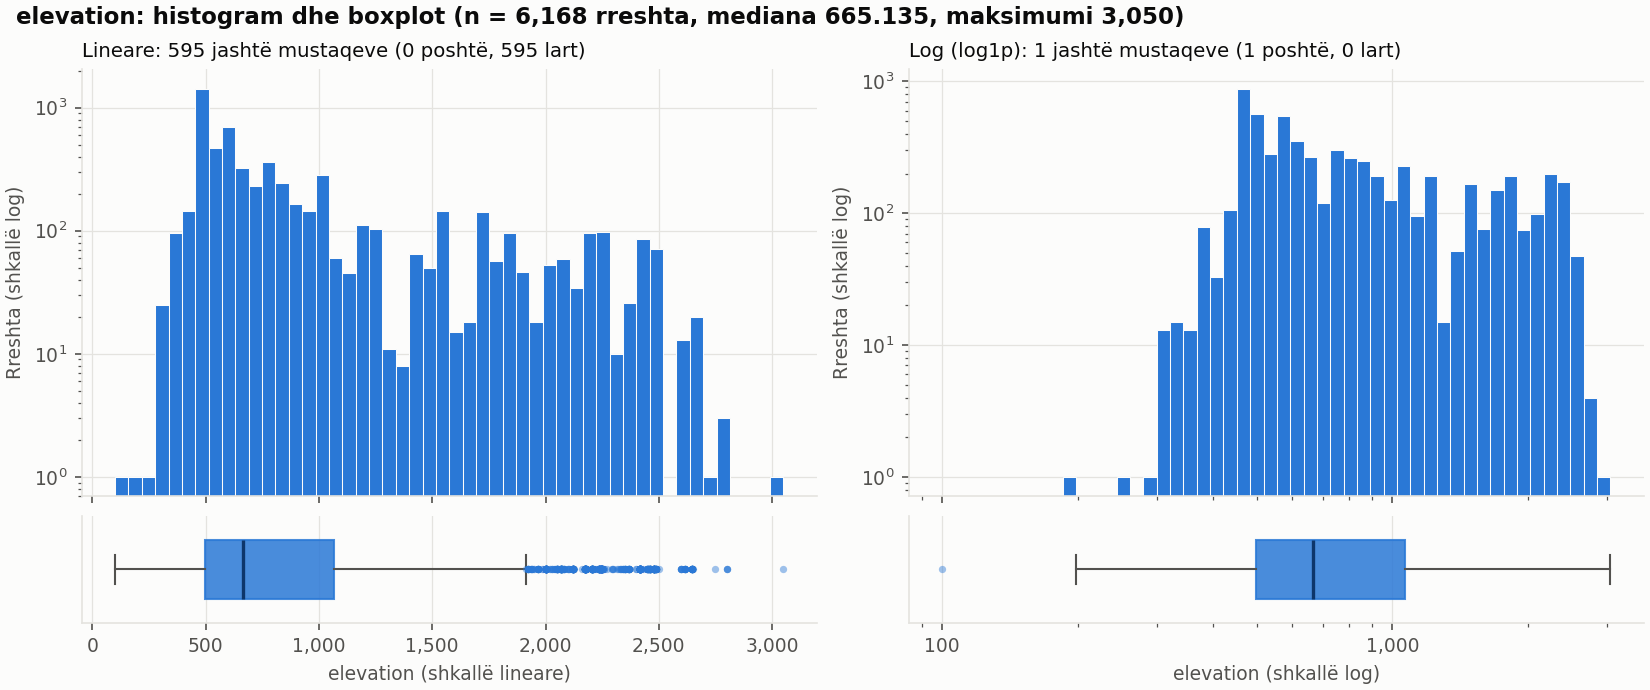 elevation: histogram dhe boxplot (n = 6,168 rreshta, mediana 665.135, maksimumi 3,050)
Lineare: 595 jashtë mustaqeve (0 poshtë, 595 lart)
Rreshta (shkallë log)
10³
10²
10¹
10⁰
0
500
1,000
1,500
2,000
2,500
3,000
elevation (shkallë lineare)
Log (log1p): 1 jashtë mustaqeve (1 poshtë, 0 lart)
Rreshta (shkallë log)
10³
10²
10¹
10⁰
100
1,000
elevation (shkallë log)